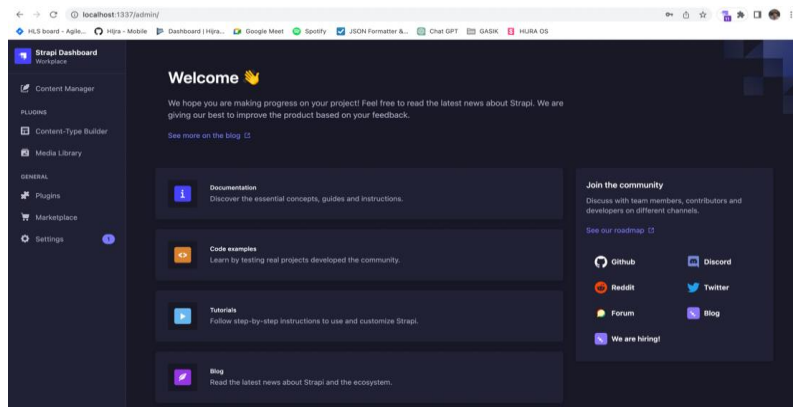 localhost:1337/admin/
HLS board - Agile...
Hijra - Mobile
Dashboard | Hijra...
Google Meet
Spotify
JSON Formatter &...
Chat GPT
GASIK
HIJRA OS
Strapi Dashboard
Workplace
Content Manager
PLUGINS
Content-Type Builder
Media Library
GENERAL
Plugins
Marketplace
Settings
1
Welcome 👋
We hope you are making progress on your project! Feel free to read the latest news about Strapi. We are
giving our best to improve the product based on your feedback.
See more on the blog
Documentation
Discover the essential concepts, guides and instructions.
Code examples
Learn by testing real projects developed the community.
Tutorials
Follow step-by-step instructions to use and customize Strapi.
Blog
Read the latest news about Strapi and the ecosystem.
Join the community
Discuss with team members, contributors and
developers on different channels.
See our roadmap
Github
Discord
Reddit
Twitter
Forum
Blog
We are hiring!